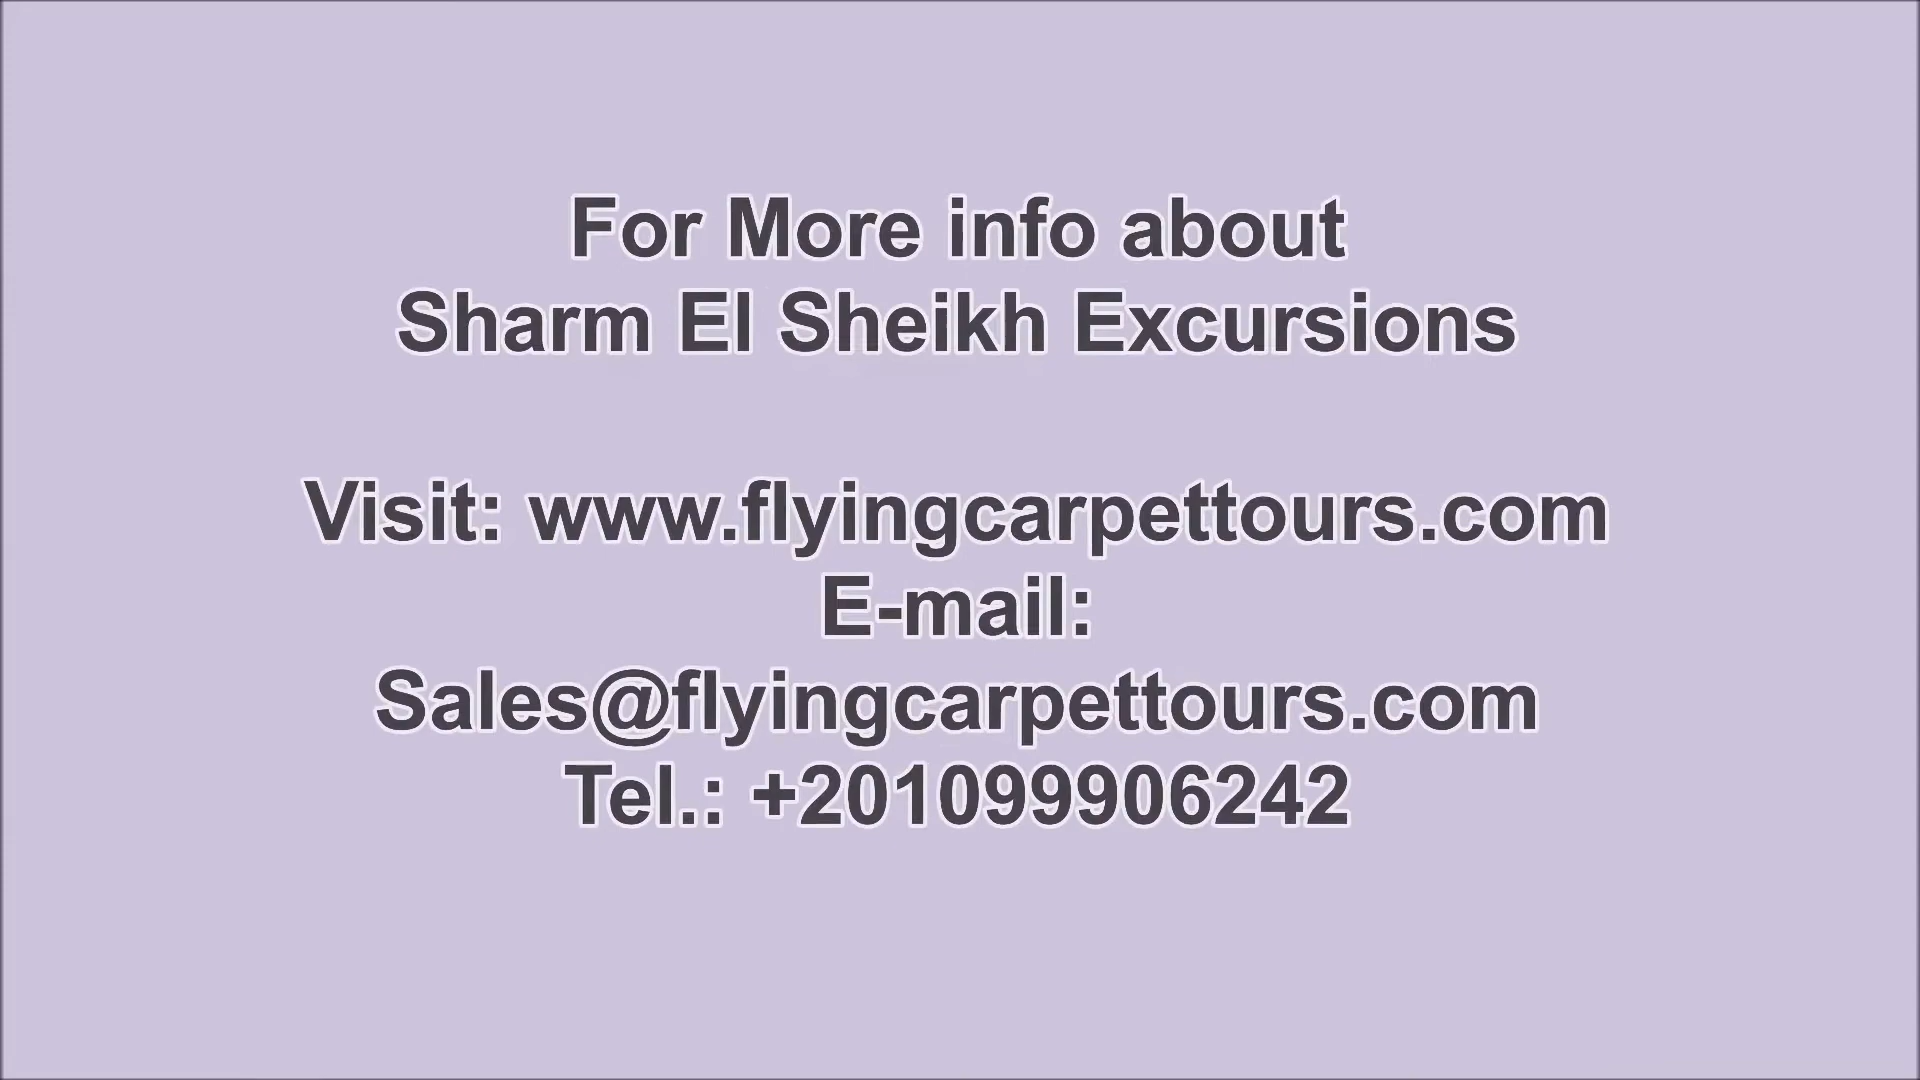 For More info about
Sharm El Sheikh Excursions
Visit: www.flyingcarpettours.com
E-mail:
Sales@flyingcarpettours.com
Tel.: +201099906242